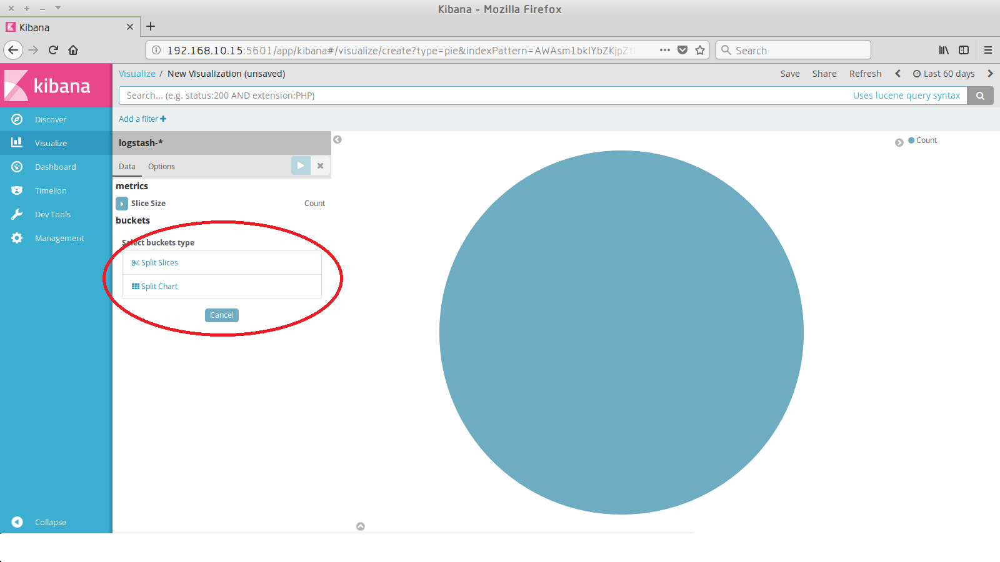 Kibana - Mozilla Firefox
Kibana
192.168.10.15:5601/app/kibana#/visualize/create?type=pie&indexPattern=AWAsm1bkIYbZKjpZt
Search
kibana
Visualize / New Visualization (unsaved)
Save Share Refresh Last 60 days
Search... (e.g. status:200 AND extension:PHP)
Uses lucene query syntax
Add a filter
Discover
Visualize
Dashboard
Timelion
Dev Tools
Management
Collapse
logstash-*
Data Options
metrics
Slice Size Count
buckets
Select buckets type
Split Slices
Split Chart
Cancel
Count